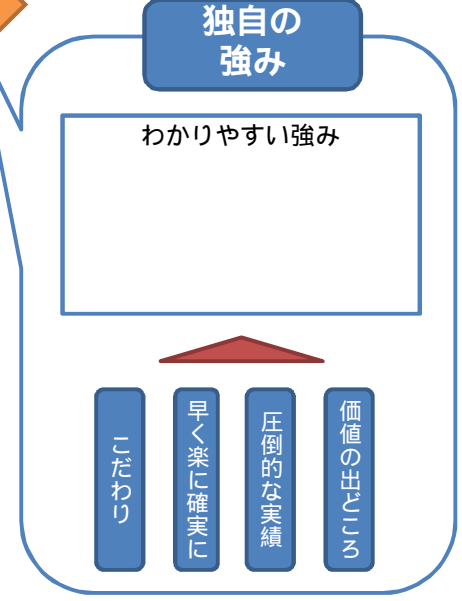 独自の
強み
わかりやすい強み
こだわり
早く楽に確実に
圧倒的な実績
価値の出どころ